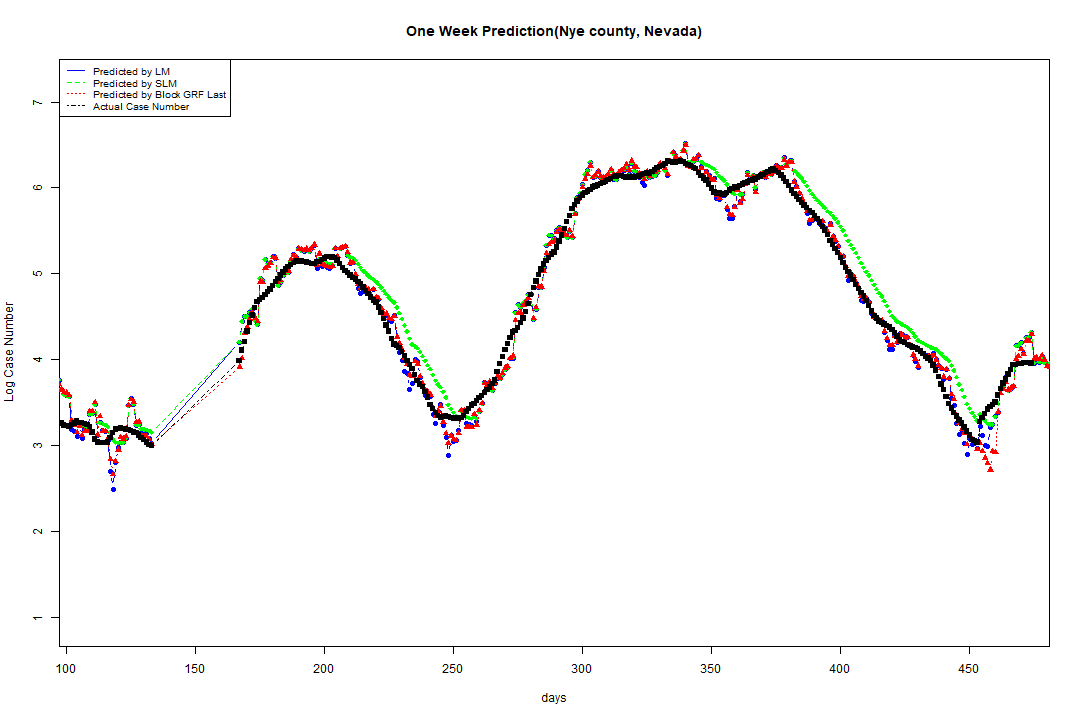 One Week Prediction(Nye county, Nevada)
Predicted by LM
Predicted by SLM
Predicted by Block GRF Last
Actual Case Number
7
6
5
4
3
2
1
Log Case Number
100 150 200 250 300 350 400 450
days